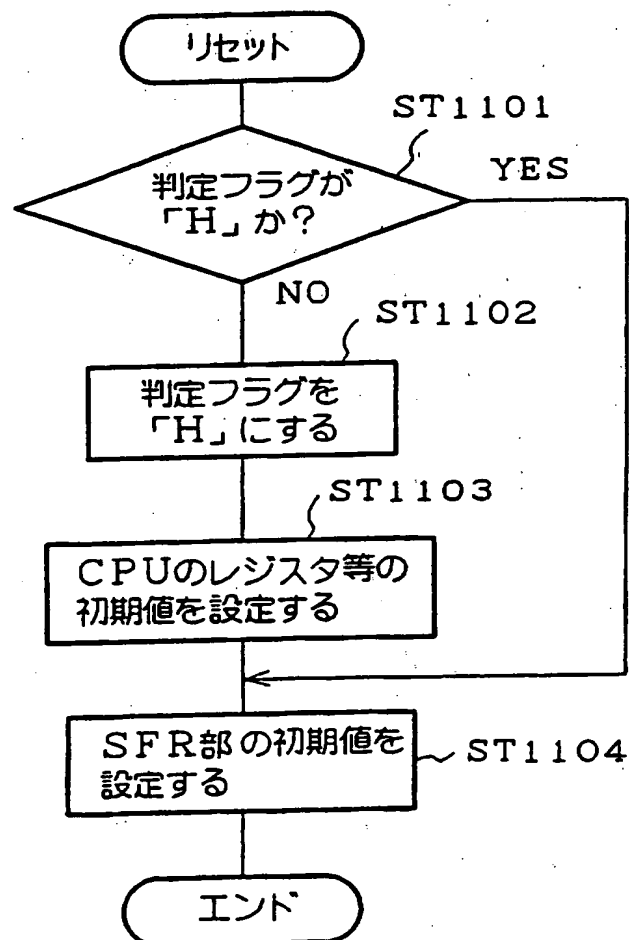 リセット
ST1101
判定フラグが
「H」か?
YES
NO
ST1102
判定フラグを
「H」にする
ST1103
CPUのレジスタ等の
初期値を設定する
SFR部の初期値を
設定する
ST1104
エンド